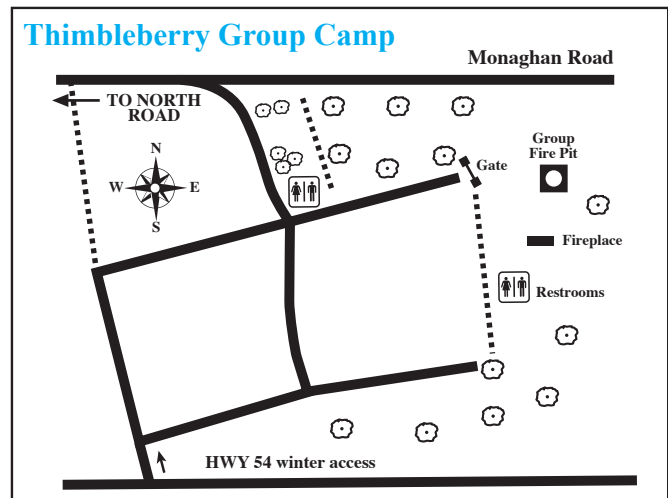 Thimbleberry Group Camp
Monaghan Road
TO NORTH
ROAD
N
W E
S
Group
Fire Pit
Gate
Fireplace
Restrooms
HWY 54 winter access